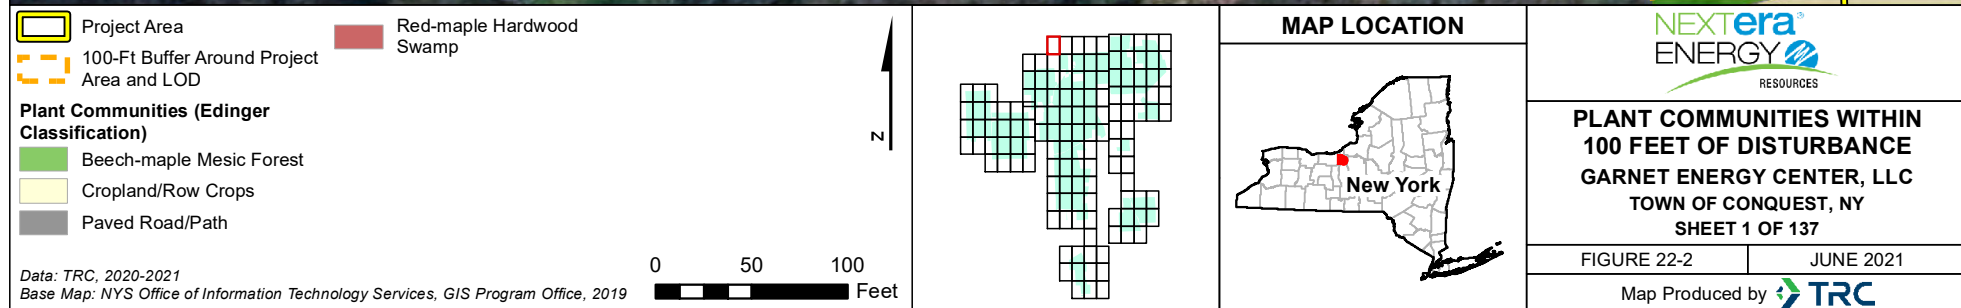 Project Area
100-Ft Buffer Around Project
Area and LOD
Plant Communities (Edinger
Classification)
Beech-maple Mesic Forest
Cropland/Row Crops
Paved Road/Path
Red-maple Hardwood
Swamp
Data: TRC, 2020-2021
Base Map: NYS Office of Information Technology Services, GIS Program Office, 2019
0 50 100
Feet
N
MAP LOCATION
New York
NEXTera®
ENERGY
RESOURCES
PLANT COMMUNITIES WITHIN
100 FEET OF DISTURBANCE
GARNET ENERGY CENTER, LLC
TOWN OF CONQUEST, NY
SHEET 1 OF 137
FIGURE 22-2
JUNE 2021
Map Produced by TRC